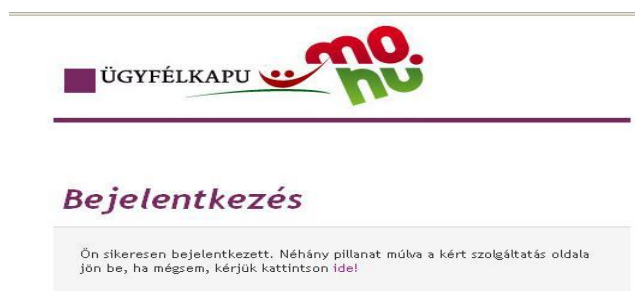 ÜGYFÉLKAPU mo.hu
Bejelentkezés
Ön sikeresen bejelentkezett. Néhány pillanat múlva a kért szolgáltatás oldala
jön be, ha mégsem, kérjük kattintson ide!